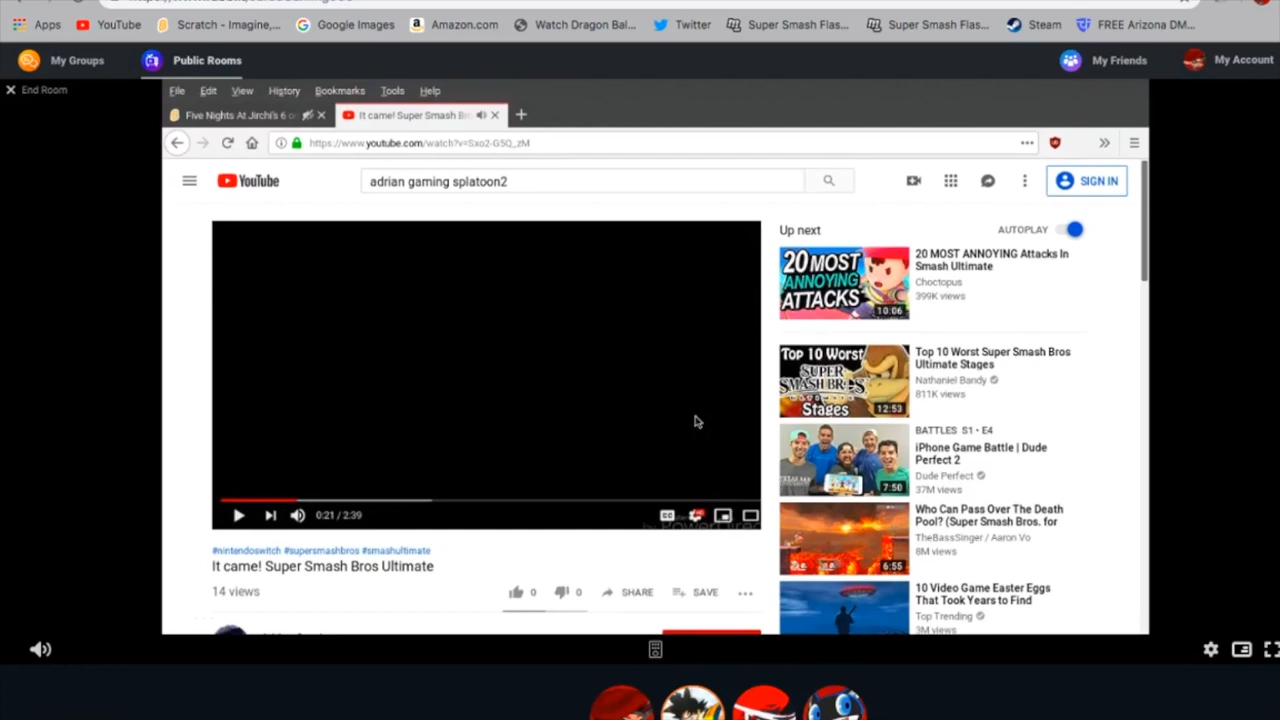 Apps YouTube Scratch - Imagine,... Google Images Amazon.com Watch Dragon Bal... Twitter Super Smash Flas... Super Smash Flas... Steam FREE Arizona DM...
My Groups Public Rooms My Friends My Account
End Room
File Edit View History Bookmarks Tools Help
Five Nights At Jirchi's 6 It came! Super Smash Br
https://www.youtube.com/watch?v=Sxo2-G5Q_zM
YouTube adrian gaming splatoon2 SIGN IN
Up next AUTOPLAY
20 MOST ANNOYING ATTACKS
10:06
20 MOST ANNOYING Attacks In
Smash Ultimate
Choctopus
399K views
Top 10 Worst
SUPER
SMASH BROS
ULTIMATE
Stages
12:53
Top 10 Worst Super Smash Bros
Ultimate Stages
Nathaniel Bandy
811K views
BATTLES S1 • E4
iPhone Game Battle | Dude
Perfect 2
Dude Perfect
37M views
7:50
Who Can Pass Over The Death
Pool? (Super Smash Bros. for
TheBassSinger / Aaron Vo
8M views
6:55
10 Video Game Easter Eggs
That Took Years to Find
Top Trending
3M views
0:21 / 2:39
CC
#nintendoswitch #supersmashbros #smashultimate
It came! Super Smash Bros Ultimate
14 views
0 0 SHARE SAVE